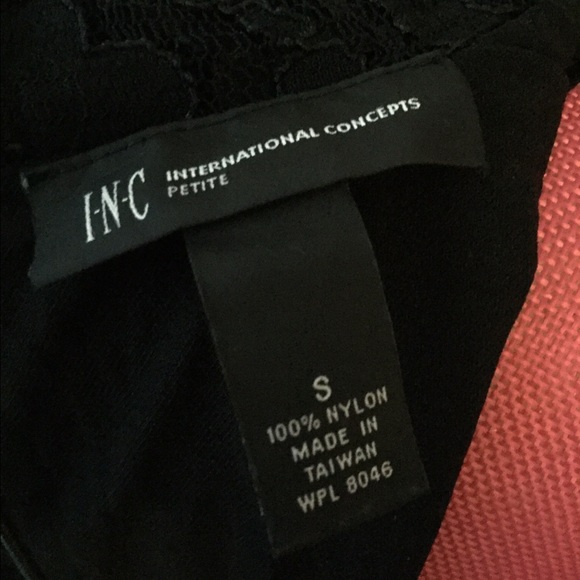 I·N·C INTERNATIONAL CONCEPTS
PETITE
S
100% NYLON
MADE IN
TAIWAN
WPL 8046